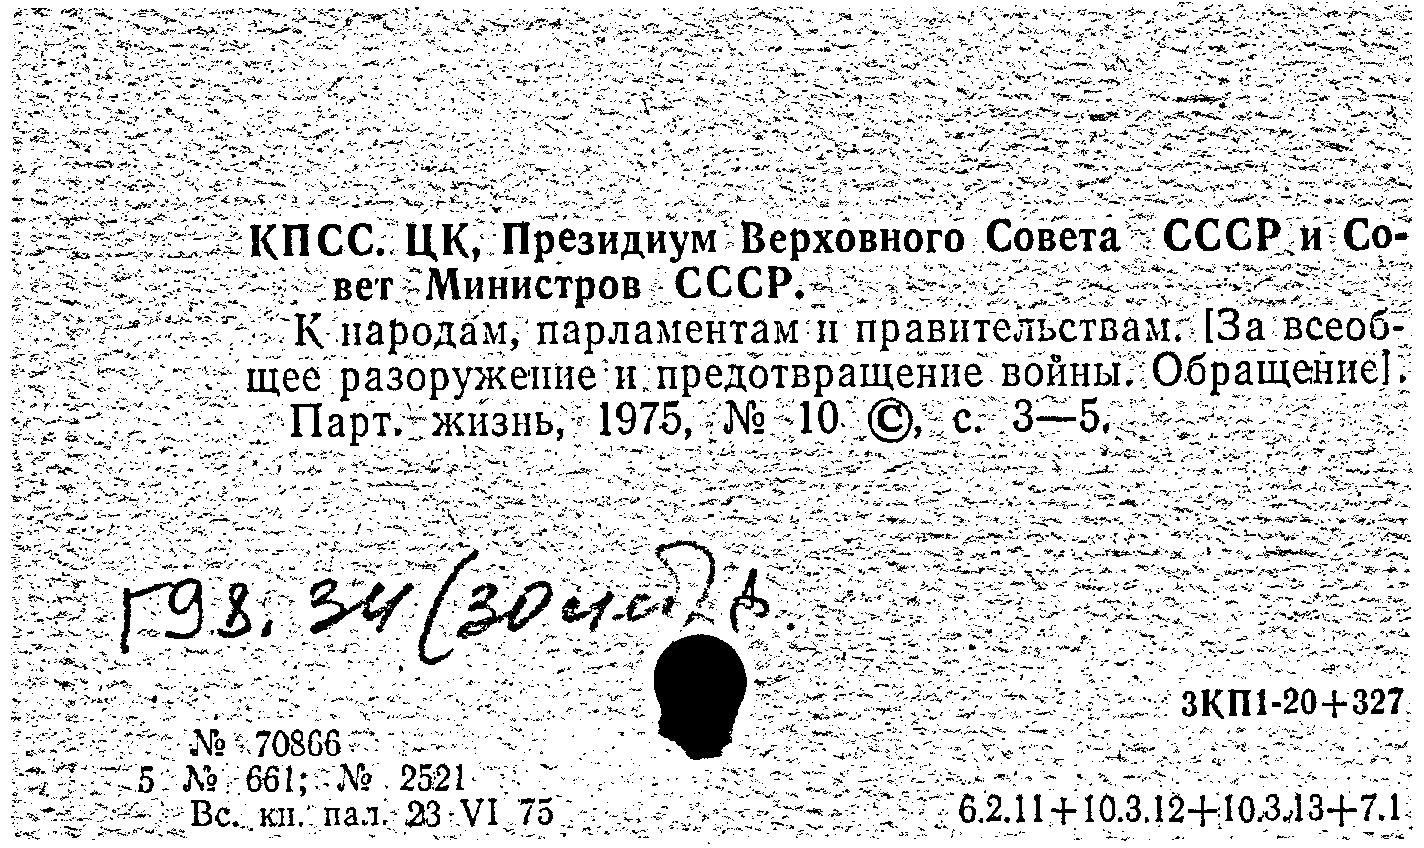 КПСС. ЦК, Президиум Верховного Совета СССР и Со-
вет Министров СССР.
К народам, парламентам и правительствам. [За всеоб-
щее разоружение и предотвращение войны. Обращение].
Парт. жизнь, 1975, № 10 ©, с. 3—5.
Г98.34
3КП1-20+327
№ 70866
5 № 661; № 2521
Вс. кн. пал. 23 VI 75
6.2.11+10.3.12+10.3.13+7.1